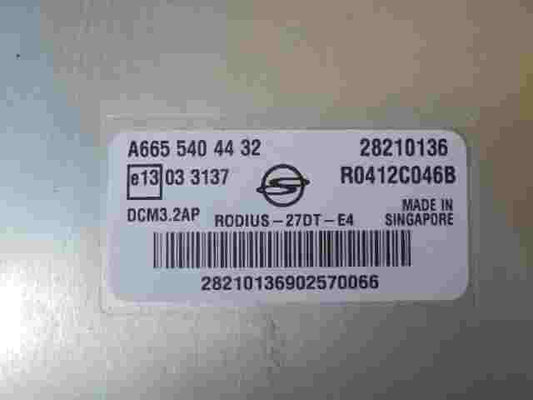 A665 540 44 32 28210136
e13 03 3137 R0412C046B
DCM3.2AP RODIUS-27DT-E4 MADE IN SINGAPORE
28210136902570066